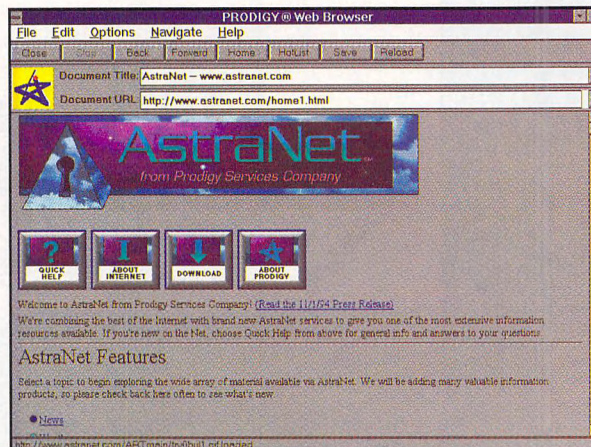 PRODIGY® Web Browser
File Edit Options Navigate Help
Close Stop Back Forward Home HotList Save Reload
Document Title: AstraNet – www.astranet.com
Document URL: http://www.astranet.com/home1.html
AstraNet
from Prodigy Services Company
QUICK HELP
ABOUT INTERNET
DOWNLOAD
ABOUT PRODIGY
Welcome to AstraNet from Prodigy Services Company! (Read the 11/1/94 Press Release)
We're combining the best of the Internet with brand new AstraNet services to give you one of the most extensive information
resources available. If you're new on the Net, choose Quick Help from above for general info and answers to your questions.
AstraNet Features
Select a topic to begin exploring the wide array of material available via AstraNet. We will be adding many valuable information
products, so please check back here often to see what's new
News